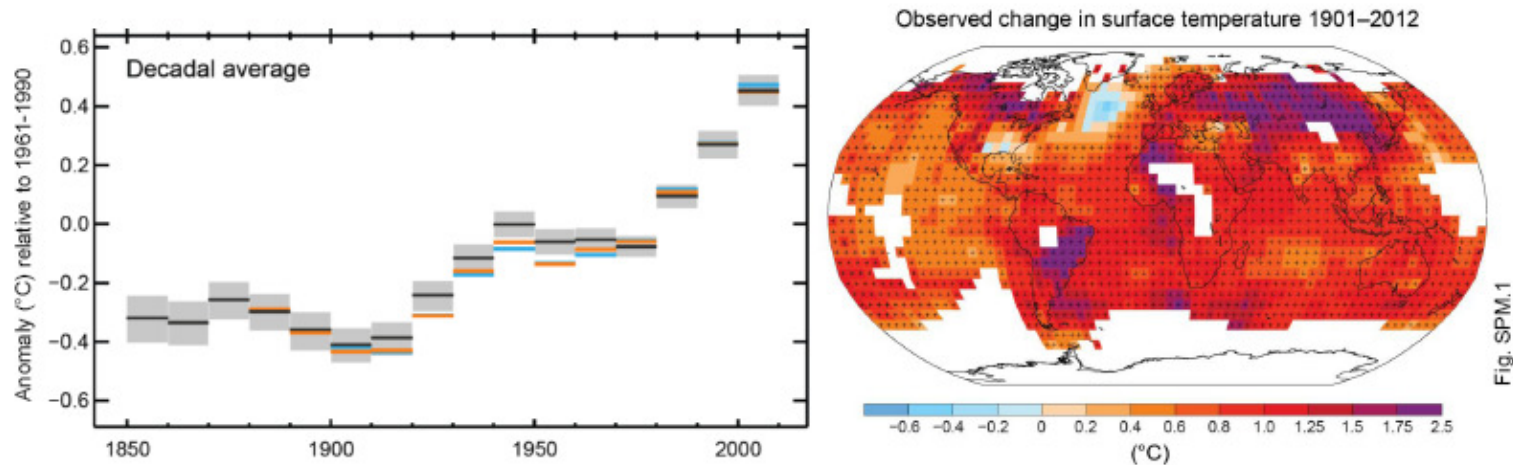 Decadal average
Anomaly (°C) relative to 1961-1990
0.6
0.4
0.2
0.0
−0.2
−0.4
−0.6
1850
1900
1950
2000
Observed change in surface temperature 1901–2012
−0.6 −0.4 −0.2 0 0.2 0.4 0.6 0.8 1.0 1.25 1.5 1.75 2.5
(°C)
Fig. SPM.1